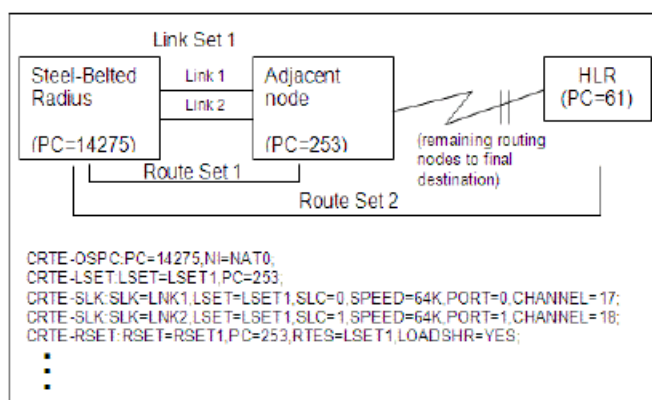 Link Set 1
Steel-Belted
Radius
(PC=14275)
Link 1
Link 2
Adjacent
node
(PC=253)
HLR
(PC=61)
(remaining routing
nodes to final
destination)
Route Set 1
Route Set 2
CRTE-OSPC:PC=14275,NI=NAT0;
CRTE-LSET:LSET=LSET1,PC=253;
CRTE-SLK:SLK=LNK1,LSET=LSET1,SLC=0,SPEED=64K,PORT=0,CHANNEL=17;
CRTE-SLK:SLK=LNK2,LSET=LSET1,SLC=1,SPEED=64K,PORT=1,CHANNEL=18;
CRTE-RSET:RSET=RSET1,PC=253,RTES=LSET1,LOADSHR=YES;